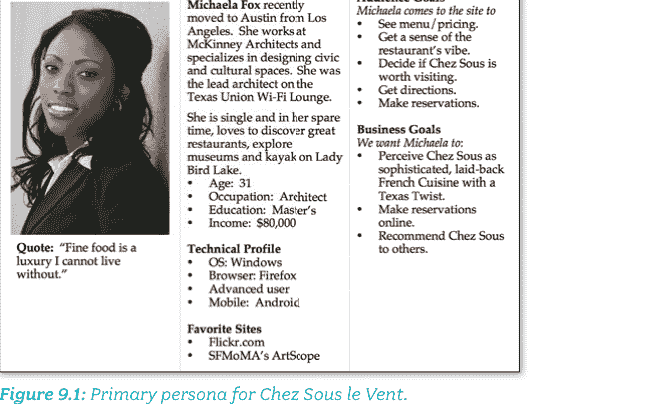 Quote: “Fine food is a
luxury I cannot live
without.”
Michaela Fox recently
moved to Austin from Los
Angeles. She works at
McKinney Architects and
specializes in designing civic
and cultural spaces. She was
the lead architect on the
Texas Union Wi-Fi Lounge.
She is single and in her spare
time, loves to discover great
restaurants, explore
museums and kayak on Lady
Bird Lake.
• Age: 31
• Occupation: Architect
• Education: Master’s
• Income: $80,000
Technical Profile
• OS: Windows
• Browser: Firefox
• Advanced user
• Mobile: Android
Favorite Sites
• Flickr.com
• SFMoMA’s ArtScope
Audience Goals
Michaela comes to the site to
• See menu/pricing.
• Get a sense of the
restaurant’s vibe.
• Decide if Chez Sous is
worth visiting.
• Get directions.
• Make reservations.
Business Goals
We want Michaela to:
• Perceive Chez Sous as
sophisticated, laid-back
French Cuisine with a
Texas Twist.
• Make reservations
online.
• Recommend Chez Sous
to others.
Figure 9.1: Primary persona for Chez Sous le Vent.